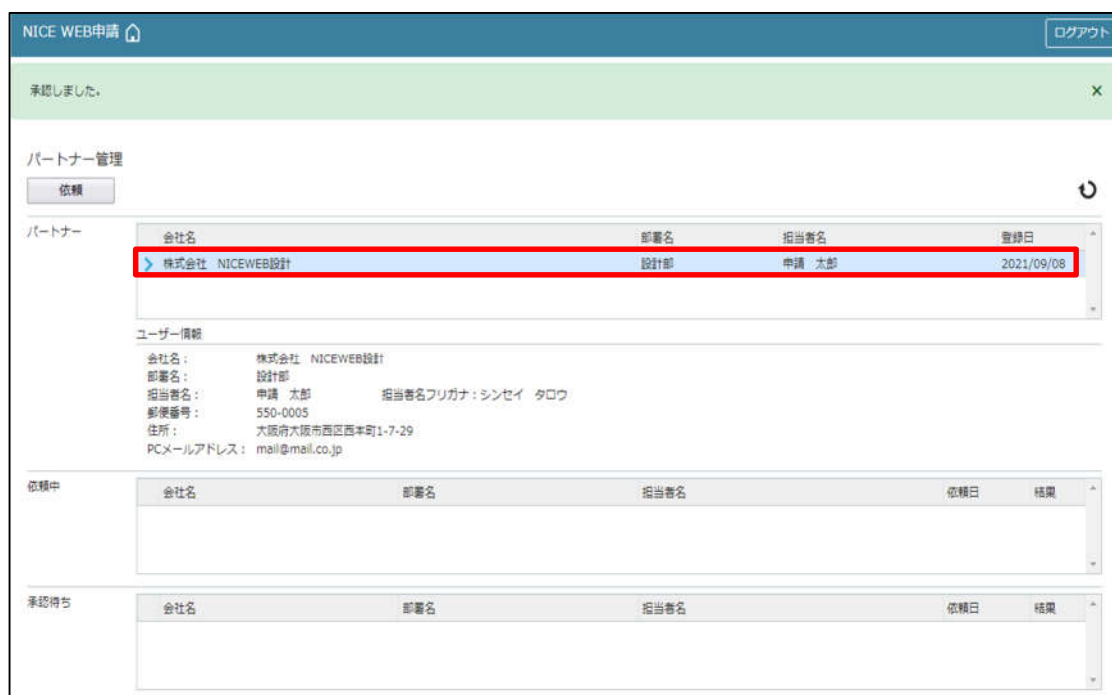 NICE WEB申請 ログアウト
承認しました。 ×
パートナー管理
依頼
パートナー
会社名 部署名 担当者名 登録日
株式会社 NICEWEB設計 設計部 申請 太郎 2021/09/08
ユーザー情報
会社名: 株式会社 NICEWEB設計
部署名: 設計部
担当者名: 申請 太郎 担当者名フリガナ:シンセイ タロウ
郵便番号: 550-0005
住所: 大阪府大阪市西区西本町1-7-29
PCメールアドレス: mail@mail.co.jp
依頼中
会社名 部署名 担当者名 依頼日 結果
承認待ち
会社名 部署名 担当者名 依頼日 結果